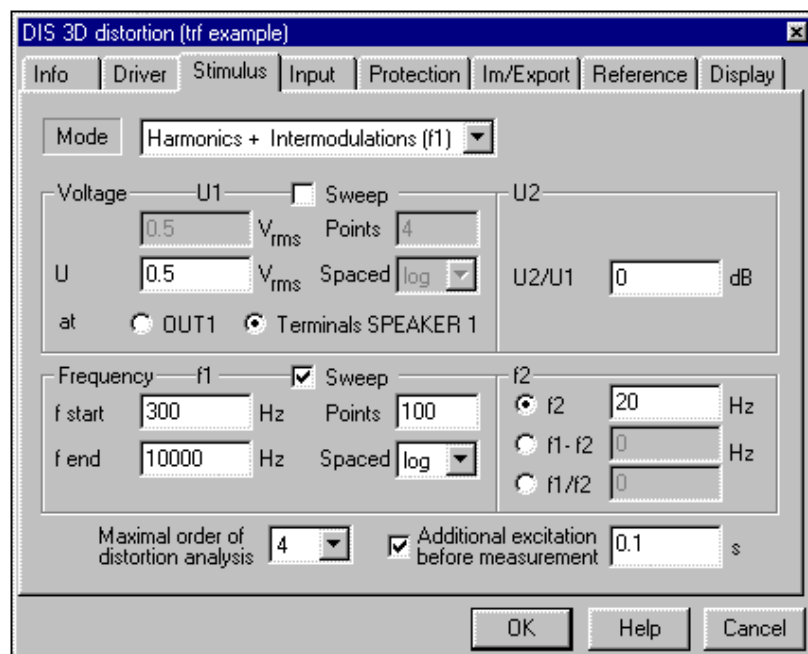 DIS 3D distortion (trf example)
Info Driver Stimulus Input Protection Im/Export Reference Display
Mode Harmonics + Intermodulations (f1)
Voltage U1 Sweep U2
0.5 Vrms Points 4
U 0.5 Vrms Spaced log U2/U1 0 dB
at OUT1 Terminals SPEAKER 1
Frequency f1 Sweep f2
f start 300 Hz Points 100 f2 20 Hz
f end 10000 Hz Spaced log f1-f2 0 Hz
f1/f2 0
Maximal order of
distortion analysis 4 Additional excitation
before measurement 0.1 s
OK Help Cancel